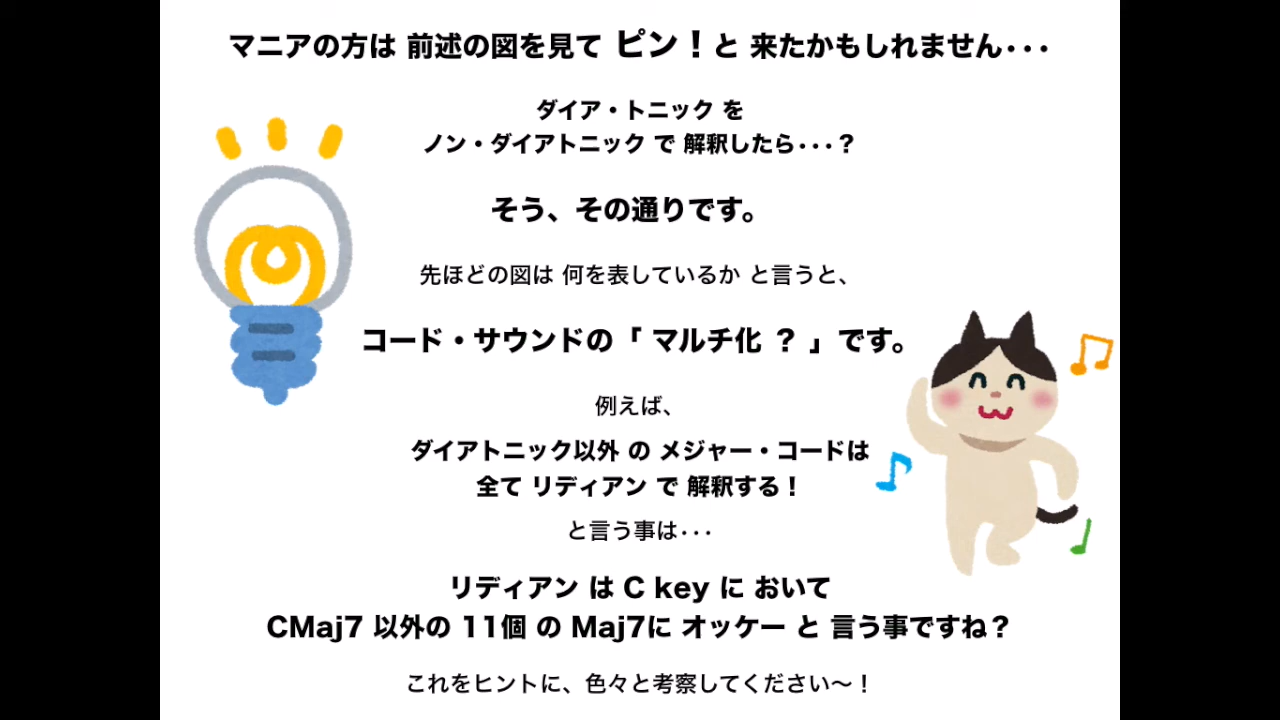 マニアの方は 前述の図を見て ピン！と 来たかもしれません･･･
ダイア・トニック を
ノン・ダイアトニック で 解釈したら･･･？
そう、その通りです。
先ほどの図は 何を表しているか と言うと、
コード・サウンドの「 マルチ化 ？ 」です。
例えば、
ダイアトニック以外 の メジャー・コードは
全て リディアン で 解釈する！
と言う事は･･･
リディアン は C key に おいて
CMaj7 以外の 11個 の Maj7に オッケー と 言う事ですね？
これをヒントに、色々と考察してください〜！